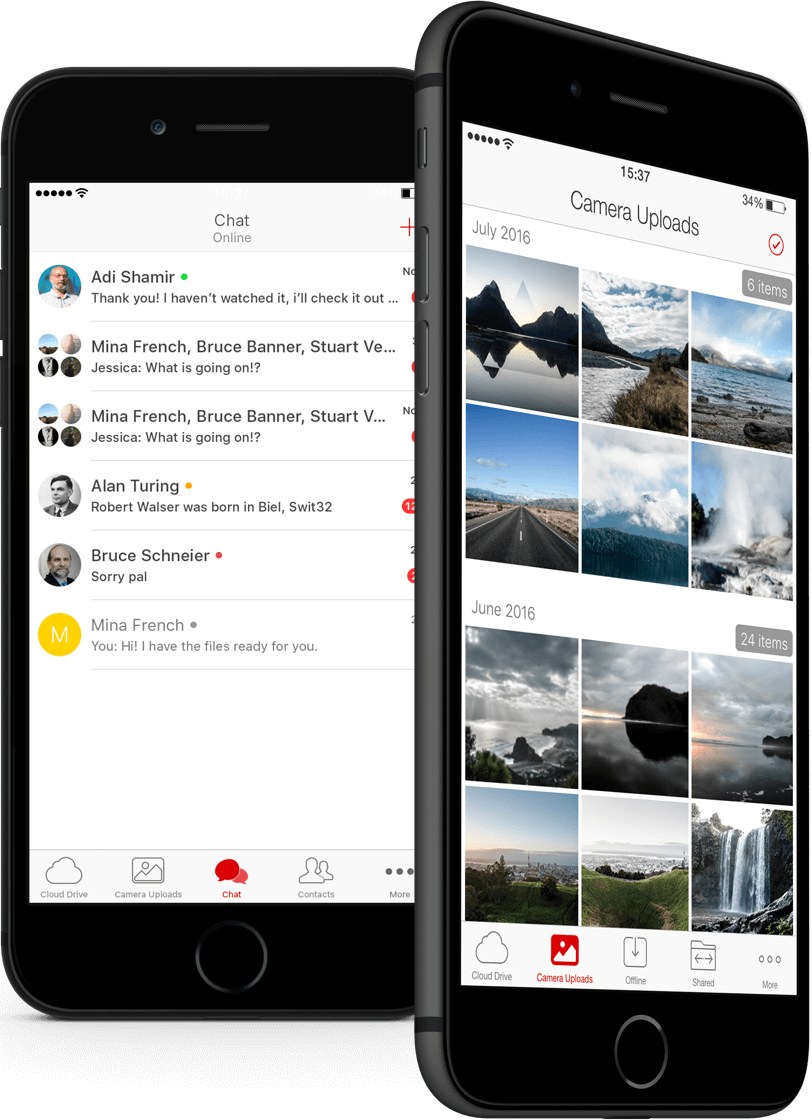 Chat
Online
Adi Shamir
Thank you! I haven't watched it, i'll check it out ...
Mina French, Bruce Banner, Stuart Ve...
Jessica: What is going on!?
Mina French, Bruce Banner, Stuart V...
Jessica: What is going on!?
Alan Turing
Robert Walser was born in Biel, Swit32
12
Bruce Schneier
Sorry pal
M
Mina French
You: Hi! I have the files ready for you.
Cloud Drive
Camera Uploads
Chat
Contacts
More
15:37
34%
Camera Uploads
July 2016
6 items
June 2016
24 items
Cloud Drive
Camera Uploads
Offline
Shared
More